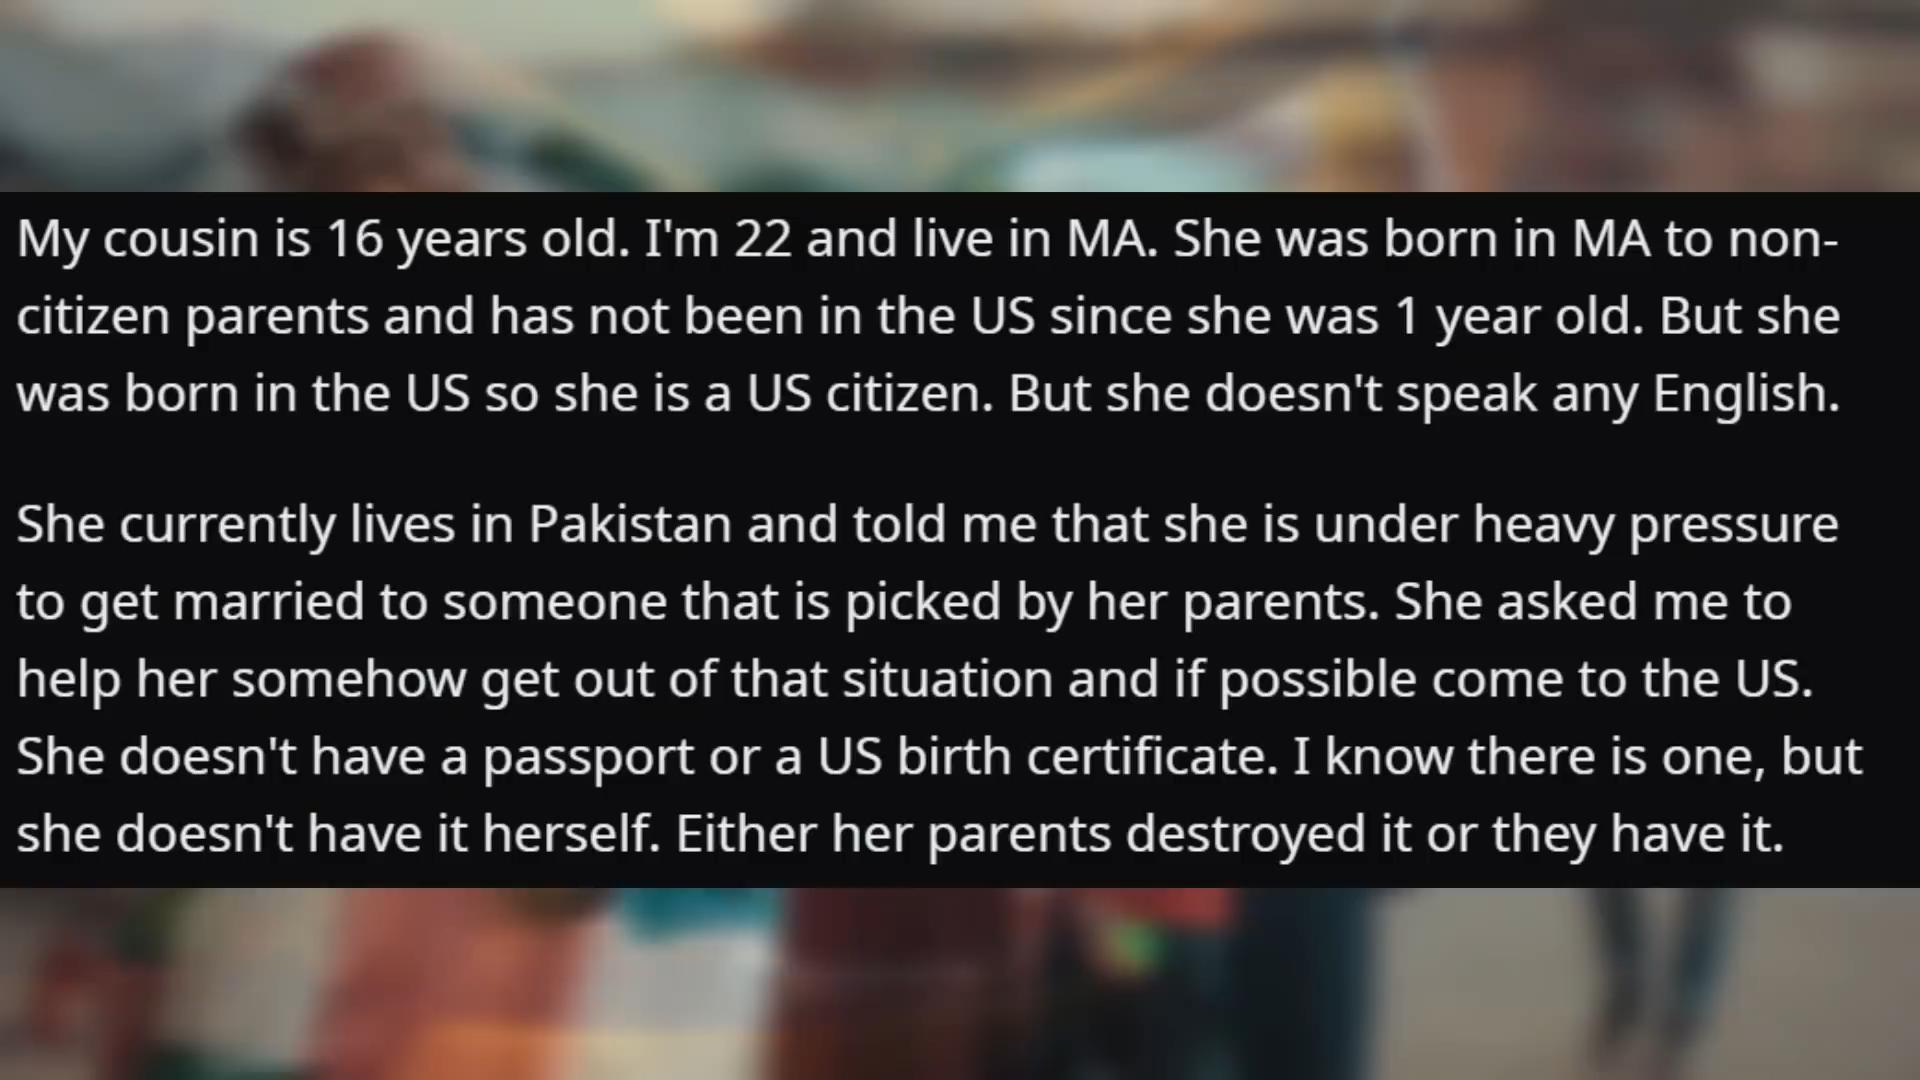 My cousin is 16 years old. I'm 22 and live in MA. She was born in MA to non-
citizen parents and has not been in the US since she was 1 year old. But she
was born in the US so she is a US citizen. But she doesn't speak any English.
She currently lives in Pakistan and told me that she is under heavy pressure
to get married to someone that is picked by her parents. She asked me to
help her somehow get out of that situation and if possible come to the US.
She doesn't have a passport or a US birth certificate. I know there is one, but
she doesn't have it herself. Either her parents destroyed it or they have it.